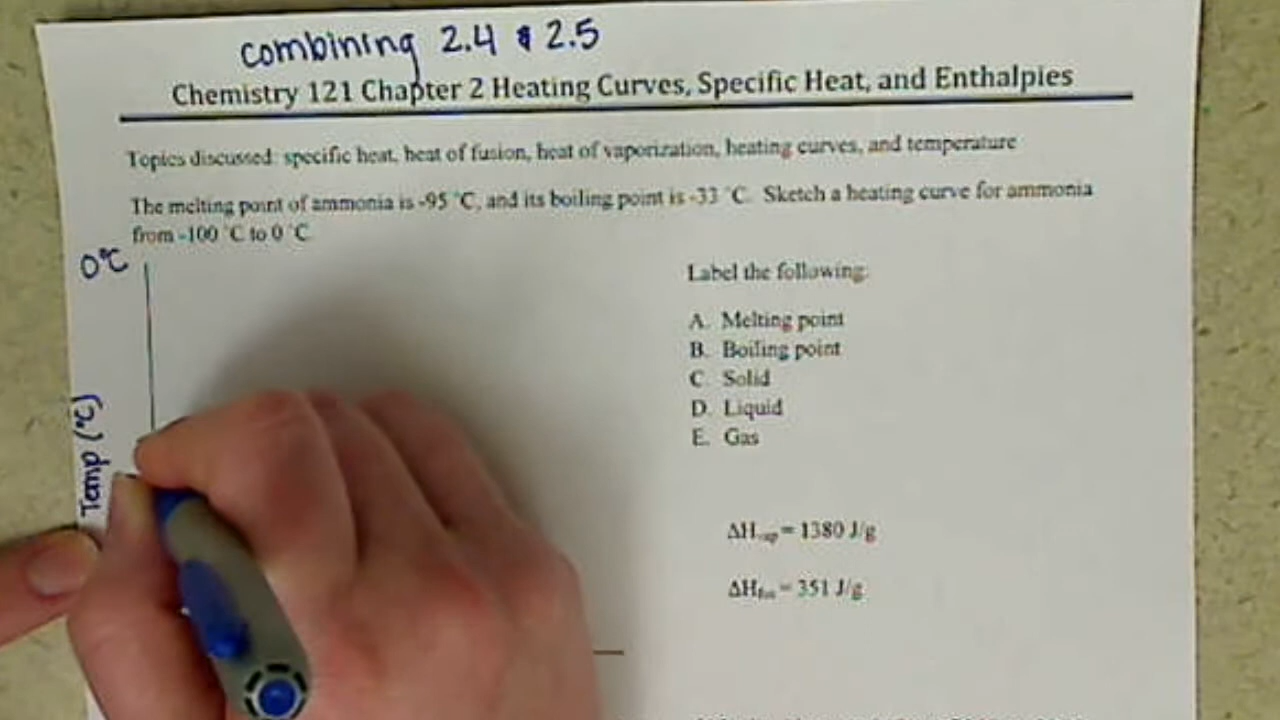 combining 2.4 & 2.5
Chemistry 121 Chapter 2 Heating Curves, Specific Heat, and Enthalpies
Topics discussed: specific heat, heat of fusion, heat of vaporization, heating curves, and temperature
The melting point of ammonia is -95 °C, and its boiling point is -33 °C. Sketch a heating curve for ammonia
from -100 °C to 0 °C.
0°C
Temp (°C)
Label the following:
A. Melting point
B. Boiling point
C. Solid
D. Liquid
E. Gas
ΔHvap = 1380 J/g
ΔHfus = 351 J/g